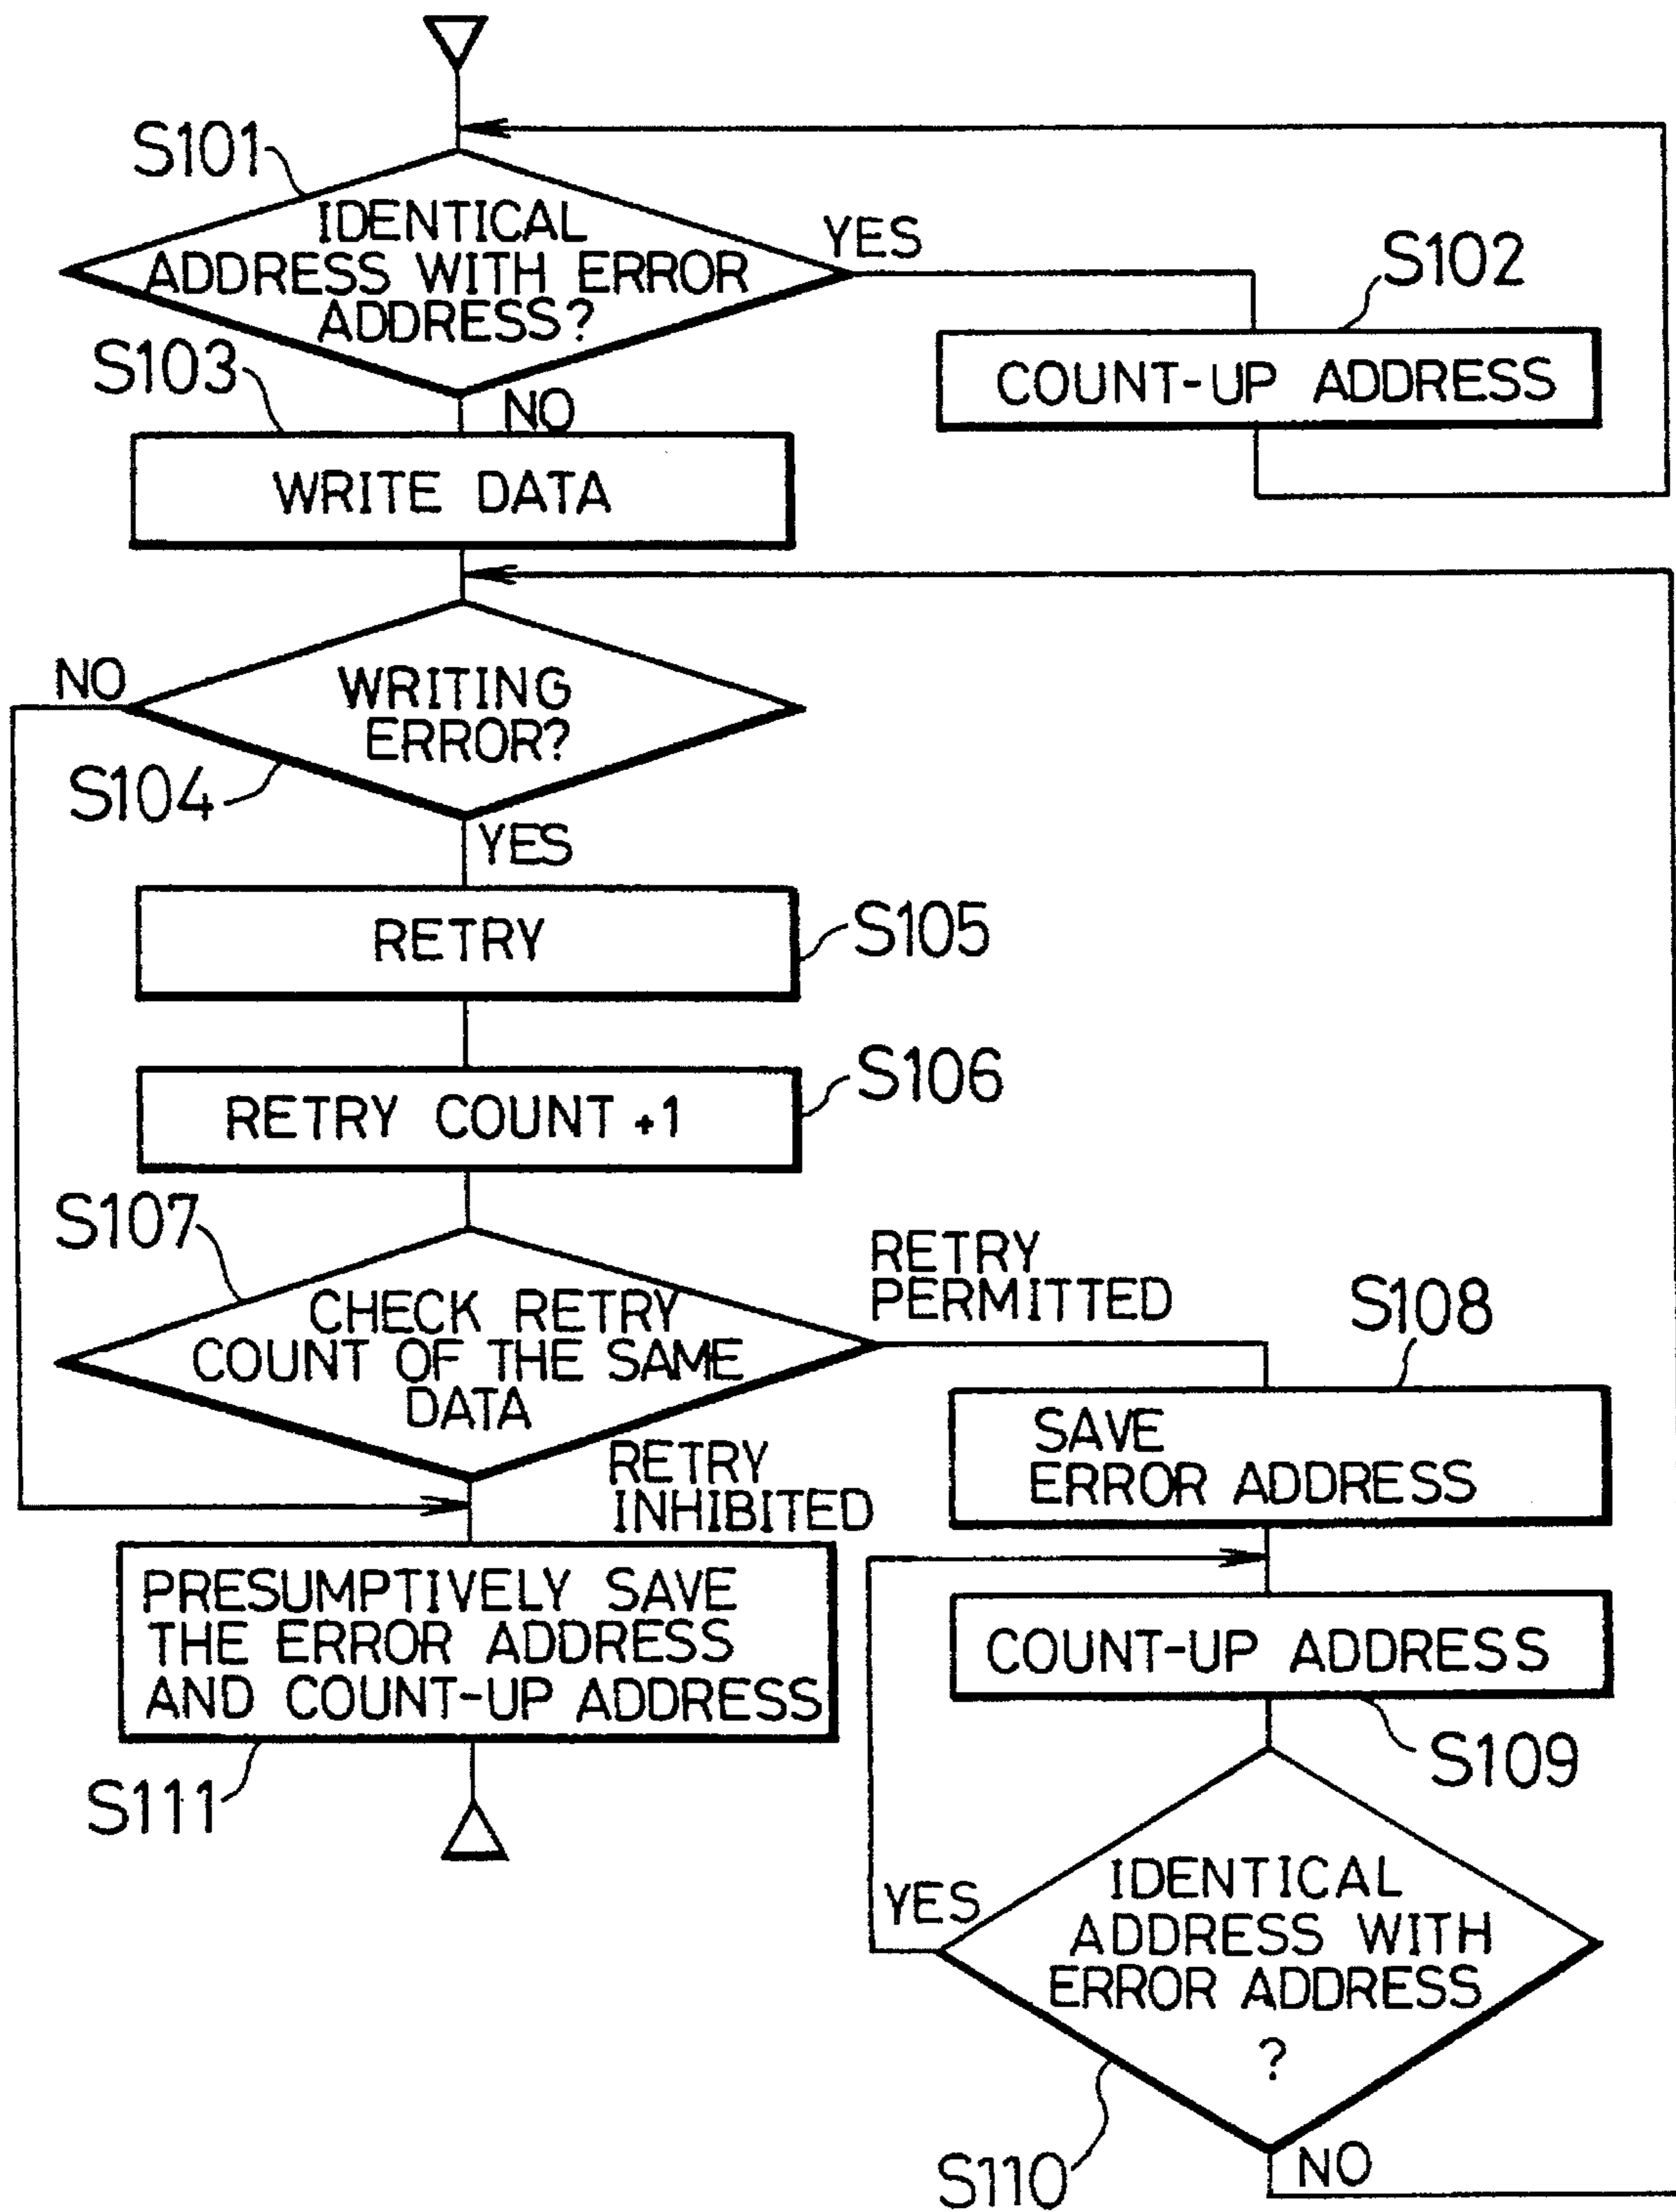 S101
IDENTICAL
ADDRESS WITH ERROR
ADDRESS?
YES
S102
COUNT-UP ADDRESS
NO
S103
WRITE DATA
NO
WRITING
ERROR?
S104
YES
RETRY
S105
RETRY COUNT +1
S106
S107
CHECK RETRY
COUNT OF THE SAME
DATA
RETRY
PERMITTED
RETRY
INHIBITED
S108
SAVE
ERROR ADDRESS
PRESUMPTIVELY SAVE
THE ERROR ADDRESS
AND COUNT-UP ADDRESS
S111
COUNT-UP ADDRESS
S109
YES
IDENTICAL
ADDRESS WITH
ERROR ADDRESS
?
S110
NO